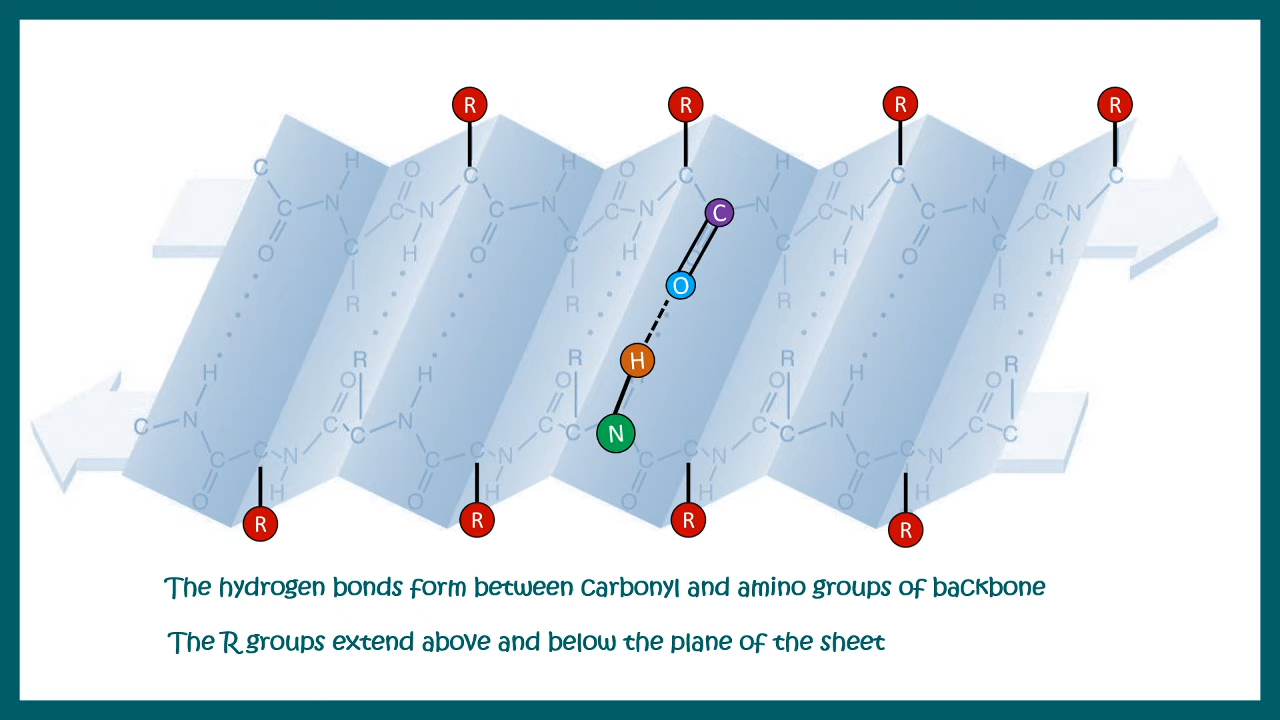 R R R R
C H O C H O C H O C H O C
C N C N C N C N C N C N C N C N
O C H O C H O C H O C H
R R R R
O
H
H R O H R O R O H R O
C N C C N C N C C N C N C C
C C N C C N C C N C C N
O H O H O H O H
R R R R
The hydrogen bonds form between carbonyl and amino groups of backbone
The R groups extend above and below the plane of the sheet